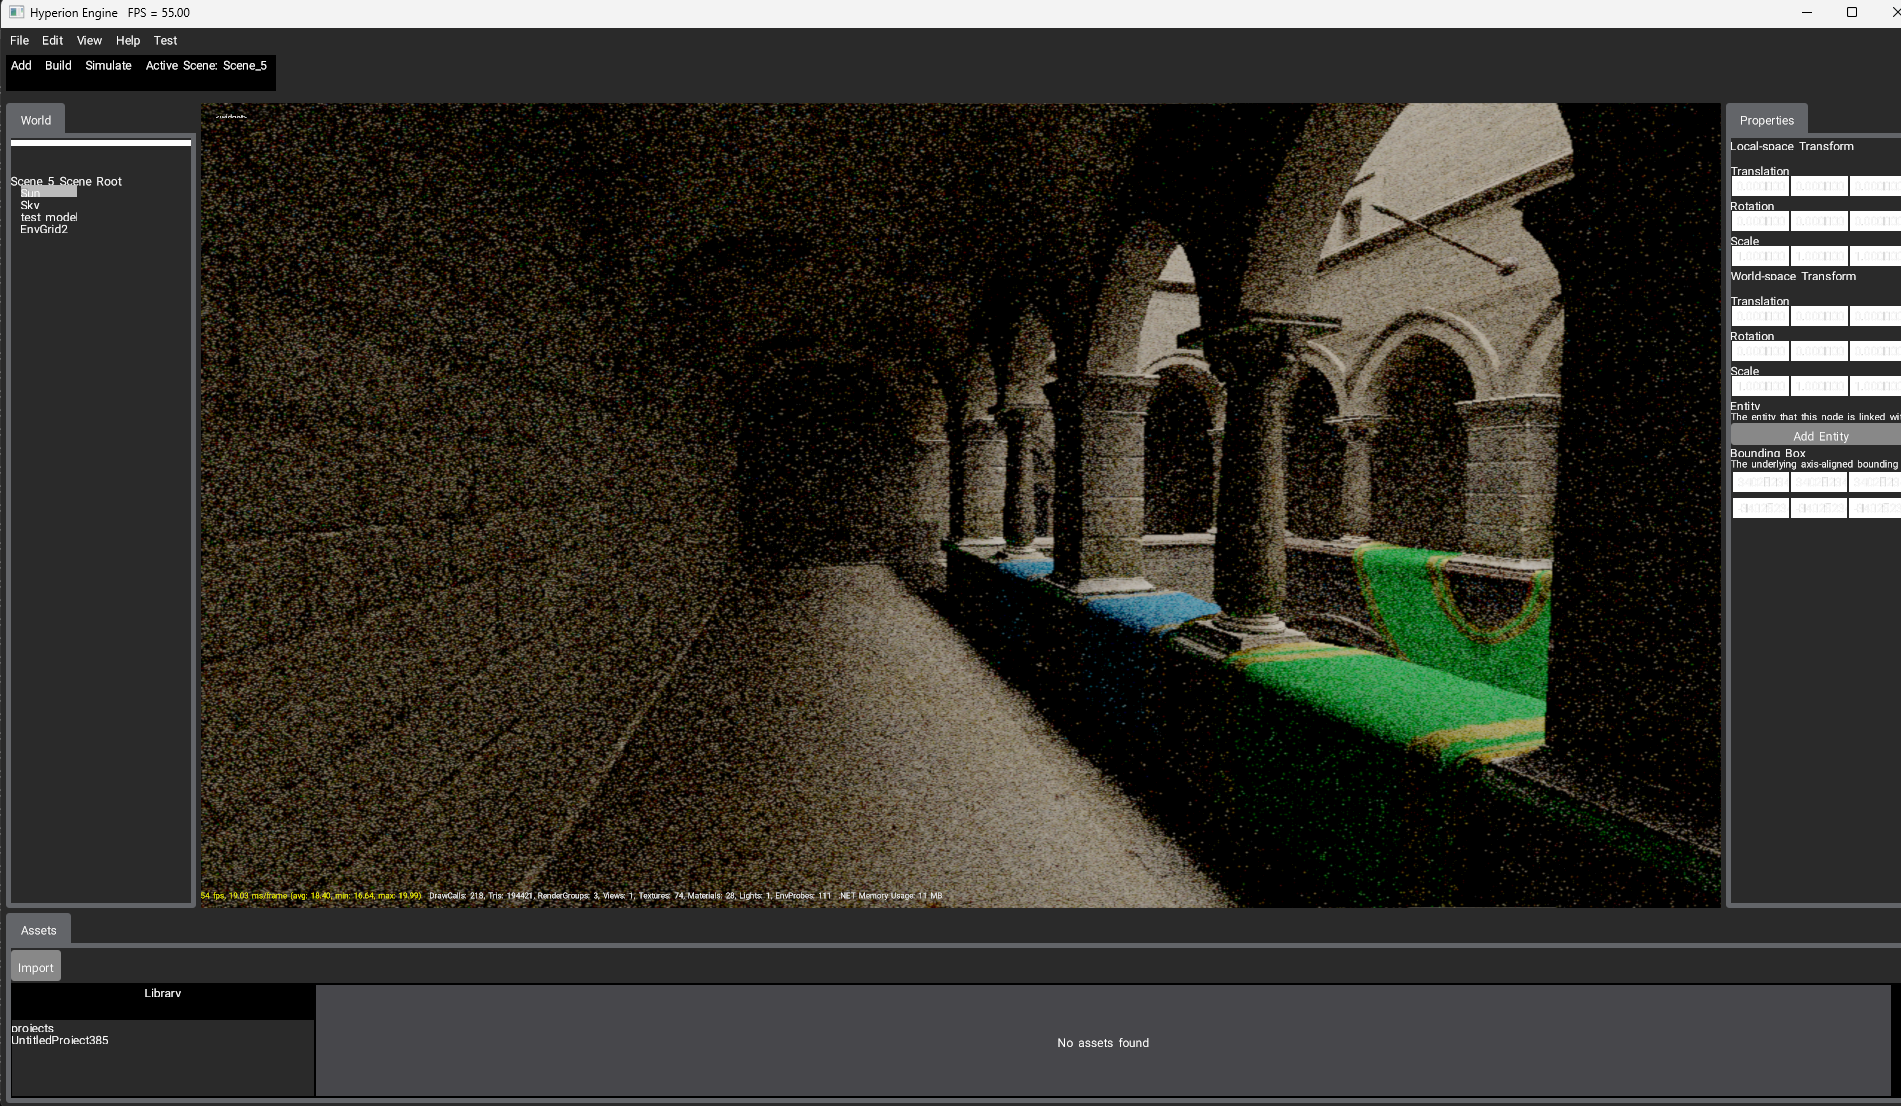 Hyperion Engine FPS = 55.00
File Edit View Help Test
Add Build Simulate Active Scene: Scene_5
World
Scene_5 Scene Root
Sun
Sky
test model
EnvGrid2
54 fps, 19.03 ms/frame (avg: 18.40, min: 16.64, max: 19.99) DrawCalls: 218, Tris: 194421, RenderGroups: 3, Views: 1, Textures: 74, Materials: 28, Lights: 1, EnvProbes: 111 .NET Memory Usage: 11 MB
Properties
Local-space Transform
Translation
Rotation
Scale
World-space Transform
Translation
Rotation
Scale
Entity
The entity that this node is linked wi
Add Entity
Bounding Box
The underlying axis-aligned bounding
Assets
Import
Library
projects
UntitledProject385
No assets found